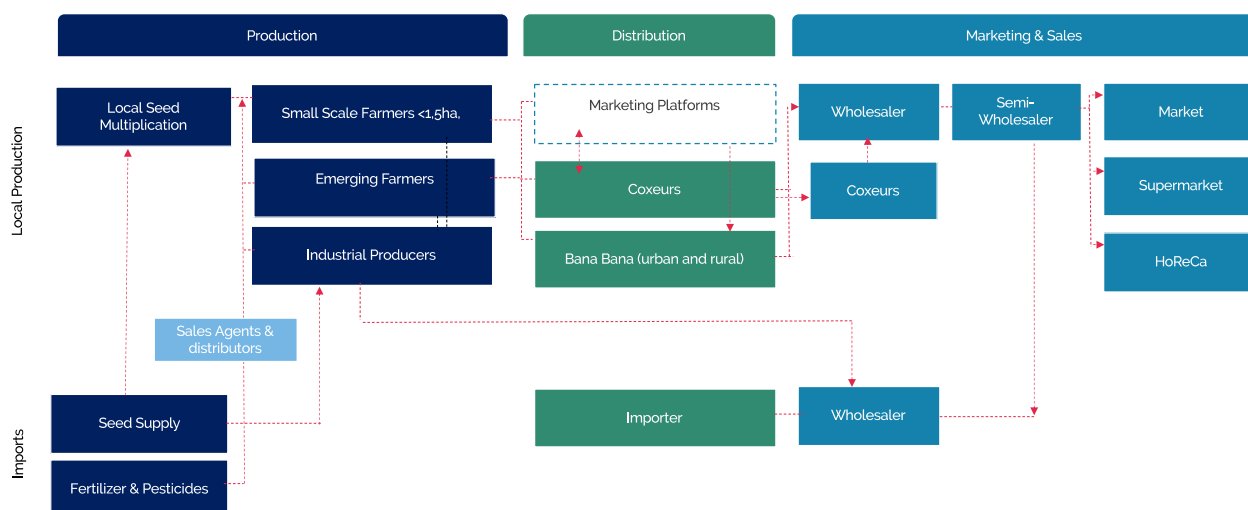 Production
Distribution
Marketing & Sales
Local Production
Local Seed
Multiplication
Small Scale Farmers <1,5ha,
Marketing Platforms
Wholesaler
Semi-
Wholesaler
Market
Emerging Farmers
Coxeurs
Coxeurs
Supermarket
Industrial Producers
Bana Bana (urban and rural)
HoReCa
Sales Agents &
distributors
Imports
Seed Supply
Importer
Wholesaler
Fertilizer & Pesticides